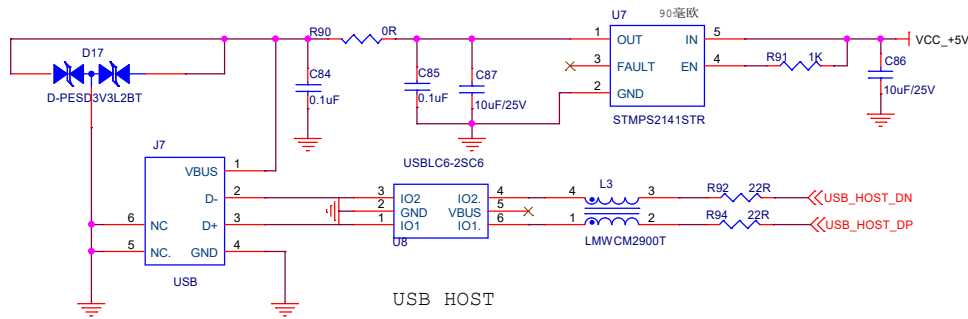 U7 90毫欧
R90 0R
D17
1 OUT IN 5
VCC_+5V
3 FAULT EN 4
R91 1K
C86
2 GND
10uF/25V
C84
C85
C87
D-PESD3V3L2BT
0.1uF
0.1uF
10uF/25V
STMPS2141STR
J7
USBLC6-2SC6
VBUS 1
L3
D- 2
3 IO2 IO2. 4
4 3
R92 22R
USB_HOST_DN
2 GND VBUS 5
6 NC D+ 3
1 IO1 IO1. 6
1 2
R94 22R
USB_HOST_DP
U8
LMWCM2900T
5 NC. GND 4
USB
USB HOST